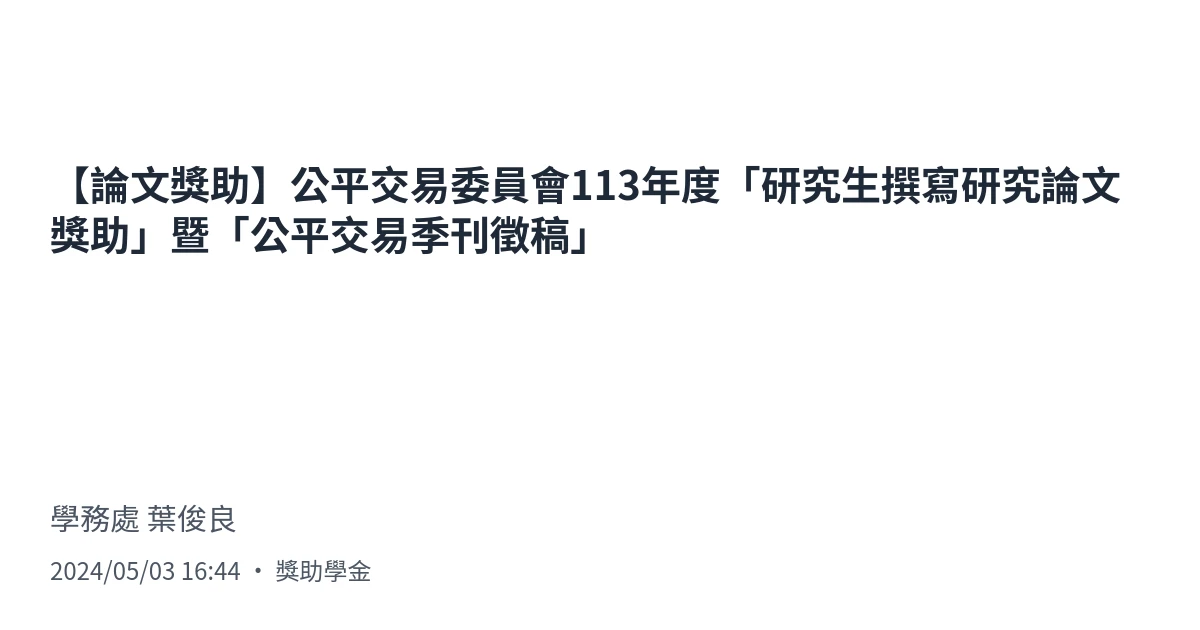 【論文獎助】公平交易委員會113年度「研究生撰寫研究論文
獎助」暨「公平交易季刊徵稿」
學務處 葉俊良
2024/05/03 16:44 ・ 獎助學金